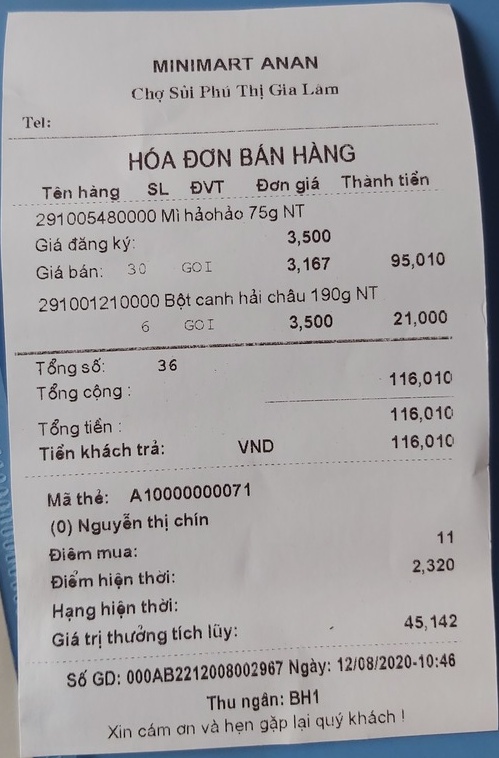 MINIMART ANAN
Chợ Sủi Phú Thị Gia Lâm
Tel:
HÓA ĐƠN BÁN HÀNG
Tên hàng SL ĐVT Đơn giá Thành tiền
291005480000 Mì hảohảo 75g NT
Giá đăng ký: 3,500
Giá bán: 30 GOI 3,167 95,010
291001210000 Bột canh hải châu 190g NT
6 GOI 3,500 21,000
Tổng số: 36
Tổng cộng : 116,010
Tổng tiền : 116,010
Tiền khách trả: VND 116,010
Mã thẻ: A10000000071
(0) Nguyễn thị chín
Điểm mua: 11
Điểm hiện thời: 2,320
Hạng hiện thời:
Giá trị thưởng tích lũy: 45,142
Số GD: 000AB2212008002967 Ngày: 12/08/2020-10:46
Thu ngân: BH1
Xin cám ơn và hẹn gặp lại quý khách !